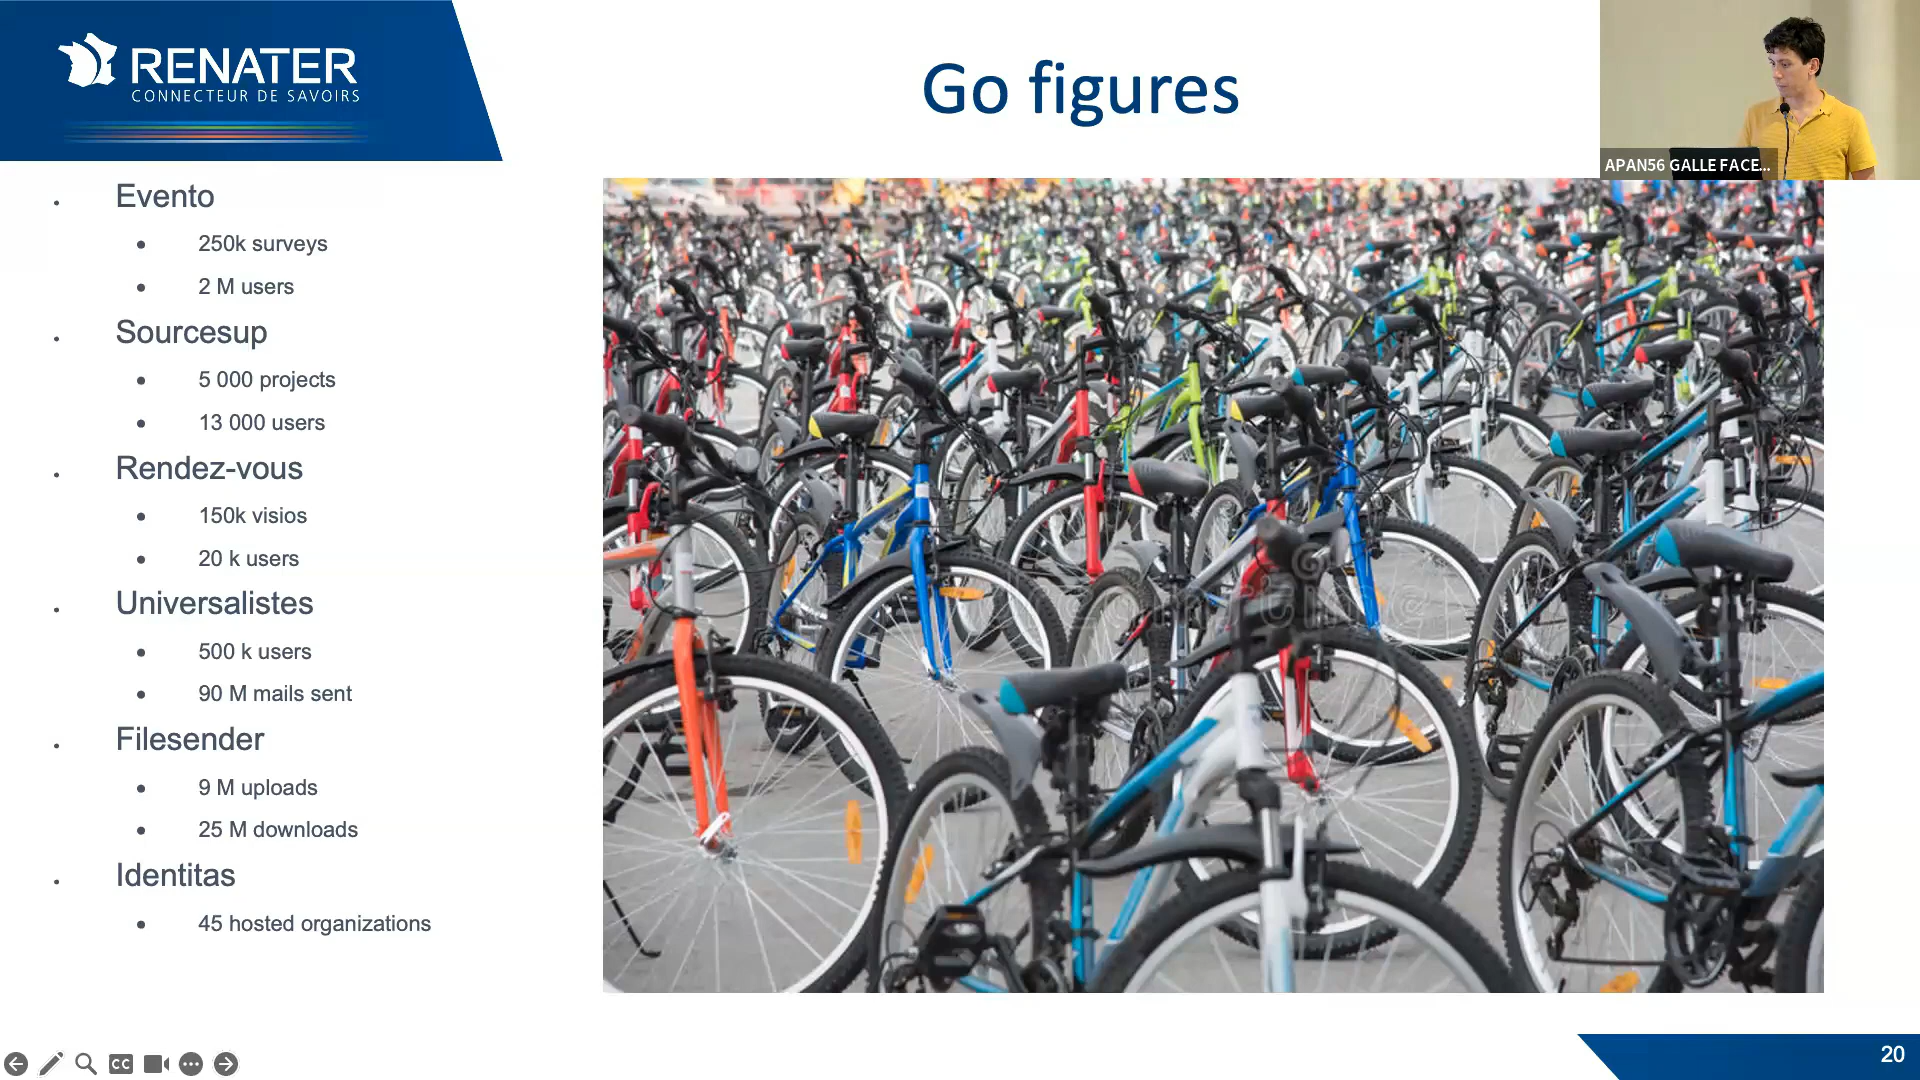 RENATER
CONNECTEUR DE SAVOIRS
Go figures
APAN56 GALLE FACE...
Evento
250k surveys
2 M users
Sourcesup
5 000 projects
13 000 users
Rendez-vous
150k visios
20 k users
Universalistes
500 k users
90 M mails sent
Filesender
9 M uploads
25 M downloads
Identitas
45 hosted organizations
CC
20